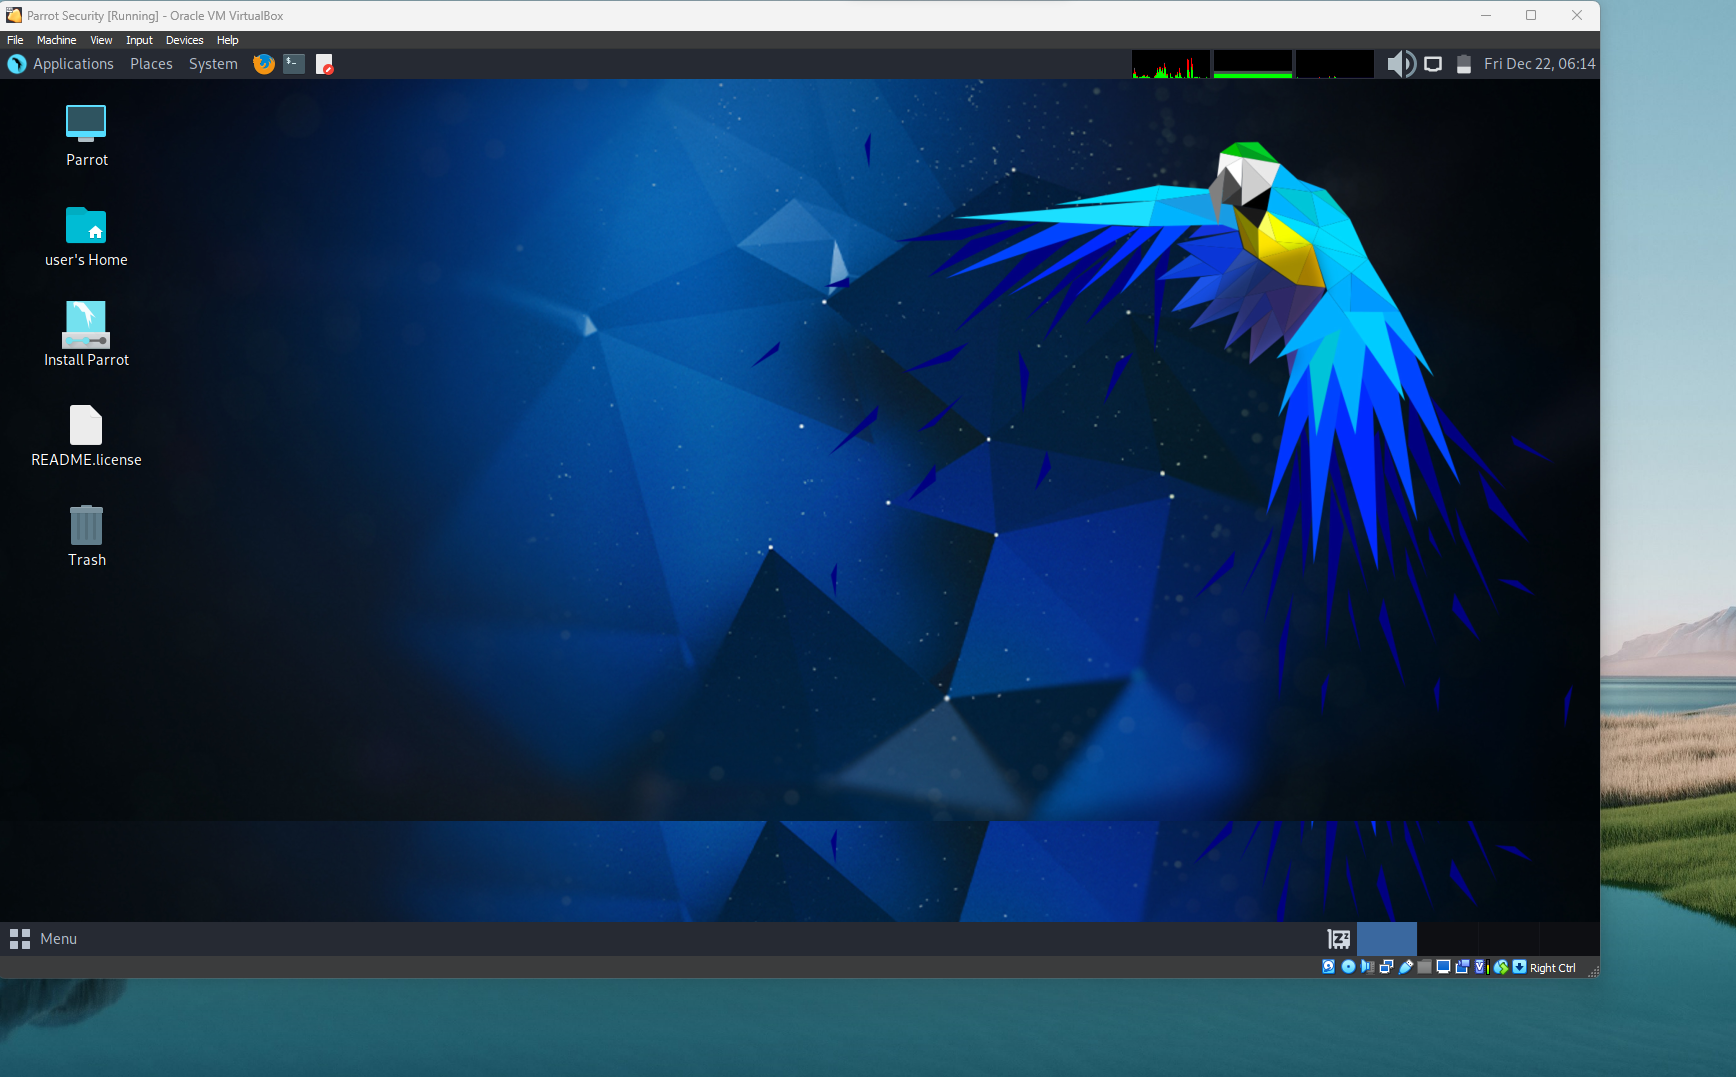 Parrot Security [Running] - Oracle VM VirtualBox
File Machine View Input Devices Help
Applications Places System Fri Dec 22, 06:14
Parrot
user's Home
Install Parrot
README.license
Trash
Menu
Right Ctrl